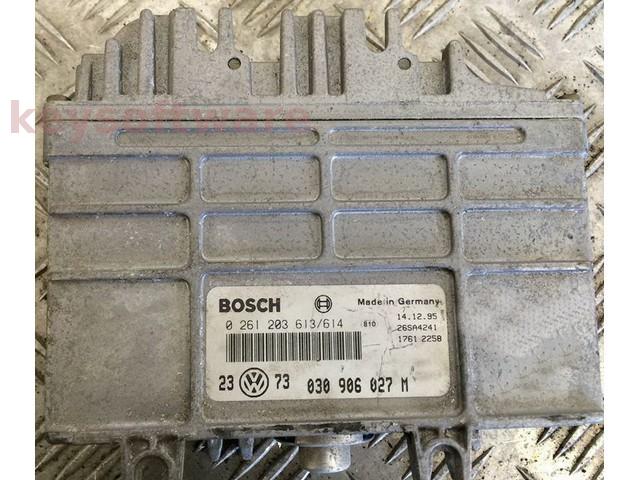 keysoftware
BOSCH Made in Germany
0 261 203 613/614 810 14.12.95
26SA4241
1761 2258
23 73 030 906 027 M